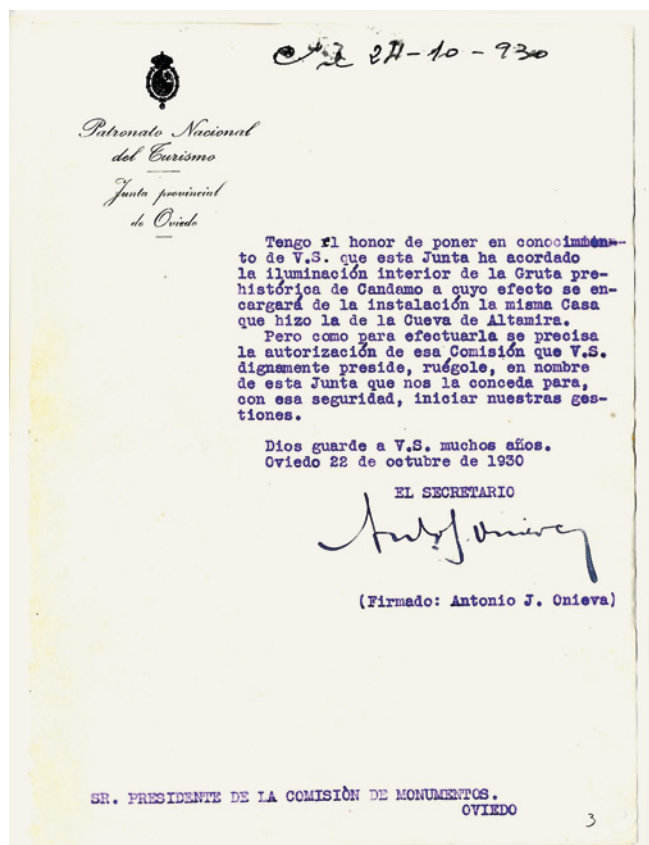 24-10-930
Patronato Nacional
del Turismo
Junta provincial
de Oviedo
Tengo el honor de poner en conocimien-
to de V.S. que esta Junta ha acordado
la iluminación interior de la Gruta pre-
histórica de Candamo a quyo efecto se en-
cargará de la instalación la misma Casa
que hizo la de la Cueva de Altamira.
Pero como para efectuarla se precisa
la autorización de esa Comisión que V.S.
dignamente preside, ruégole, en nombre
de esta Junta que nos la conceda para,
con esa seguridad, iniciar nuestras ges-
tiones.
Dios guarde a V.S. muchos años.
Oviedo 22 de octubre de 1930
EL SECRETARIO
(Firmado: Antonio J. Onieva)
SR. PRESIDENTE DE LA COMISIÒN DE MONUMENTOS.
OVIEDO
3